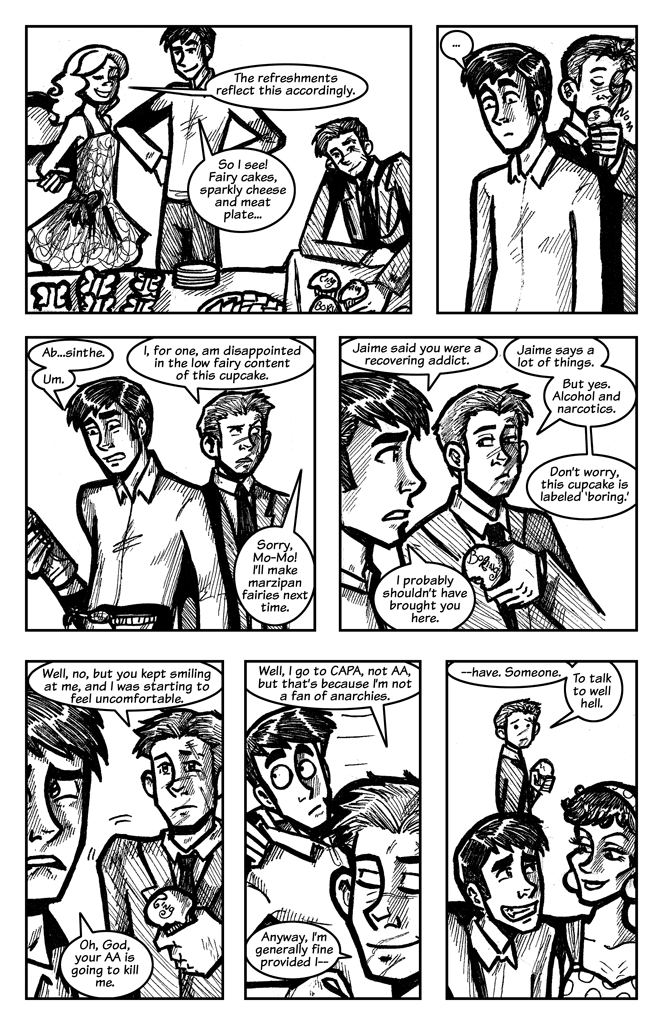 The refreshments
reflect this accordingly.
So I see!
Fairy cakes,
sparkly cheese
and meat
plate...
...
NOM
Ab...sinthe.
Um.
I, for one, am disappointed
in the low fairy content
of this cupcake.
Sorry,
Mo-Mo!
I'll make
marzipan
fairies next
time.
Jaime said you were a
recovering addict.
Jaime says a
lot of things.
But yes.
Alcohol and
narcotics.
Don't worry,
this cupcake is
labeled 'boring.'
BORING
I probably
shouldn't have
brought you
here.
Well, no, but you kept smiling
at me, and I was starting to
feel uncomfortable.
Oh, God,
your AA is
going to kill
me.
Well, I go to CAPA, not AA,
but that's because I'm not
a fan of anarchies.
Anyway, I'm
generally fine
provided I--
--have. Someone.
To talk
to well
hell.